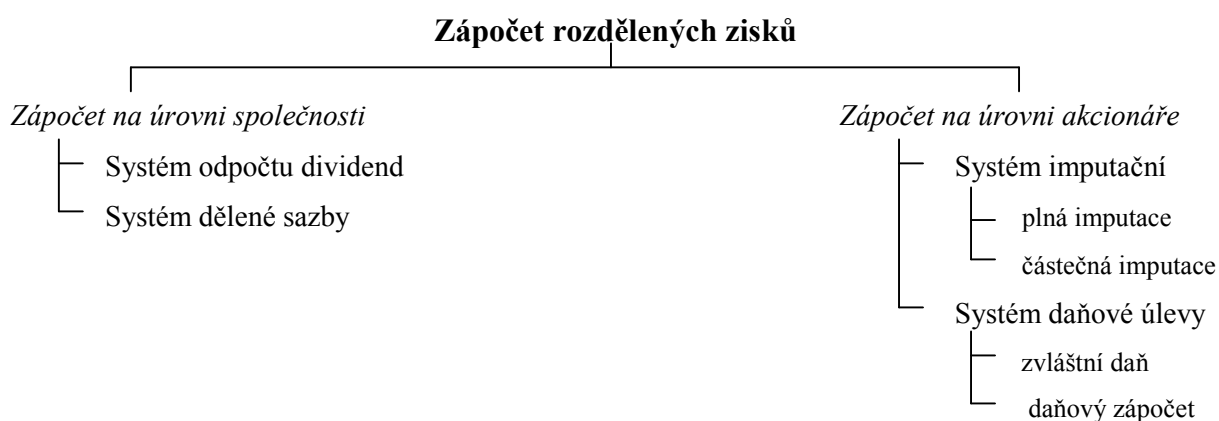 Zápočet rozdělených zisků
Zápočet na úrovni společnosti
Systém odpočtu dividend
Systém dělené sazby
Zápočet na úrovni akcionáře
Systém imputační
plná imputace
částečná imputace
Systém daňové úlevy
zvláštní daň
daňový zápočet